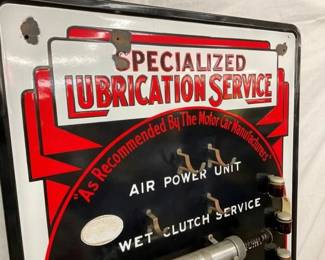 SPECIALIZED
LUBRICATION SERVICE
"As Recommended By The Motor Car Manufacturers"
AIR POWER UNIT
WET CLUTCH SERVICE